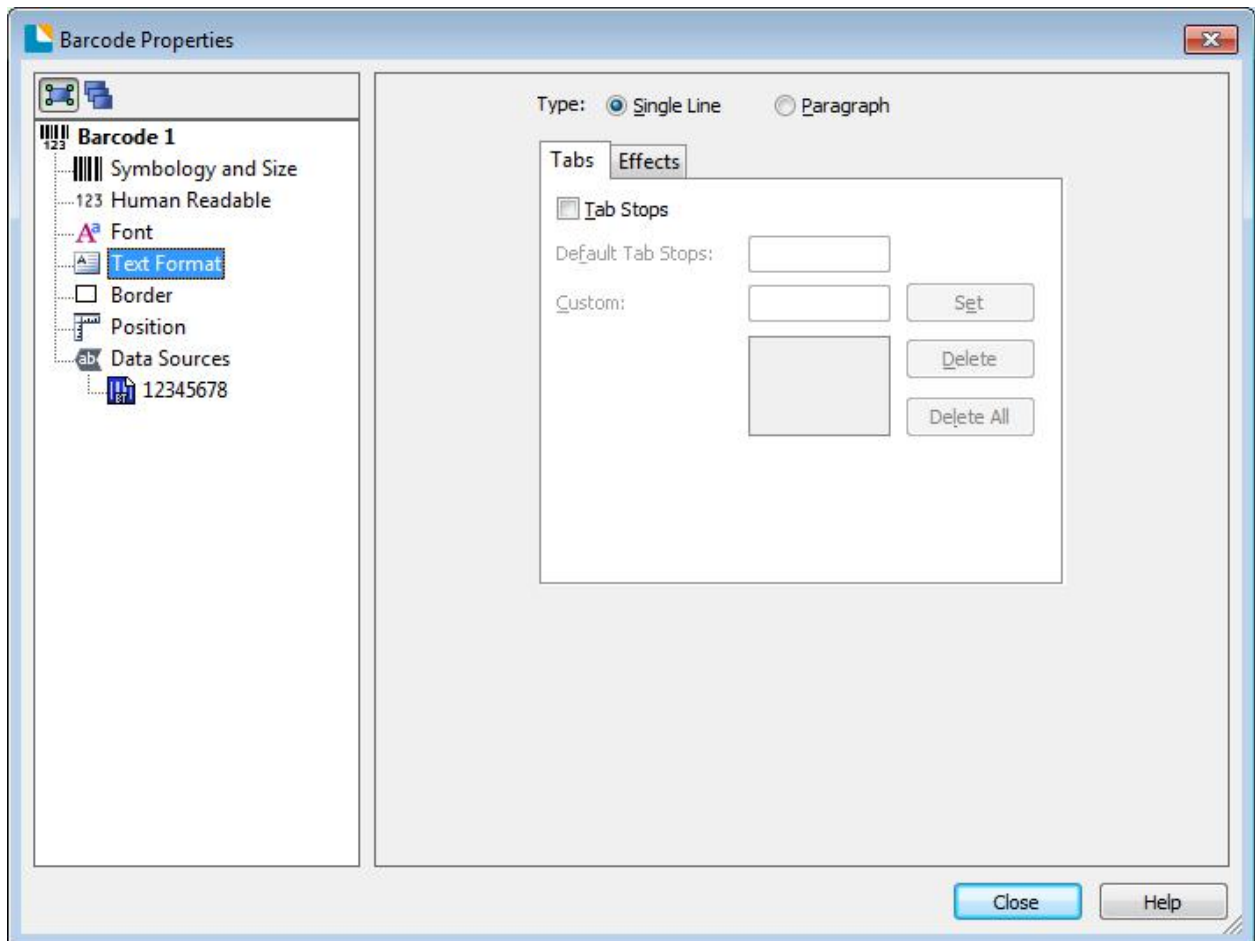 Barcode Properties
Barcode 1
Symbology and Size
123 Human Readable
Font
Text Format
Border
Position
Data Sources
12345678
Type: Single Line Paragraph
Tabs Effects
Tab Stops
Default Tab Stops:
Custom: Set
Delete
Delete All
Close Help